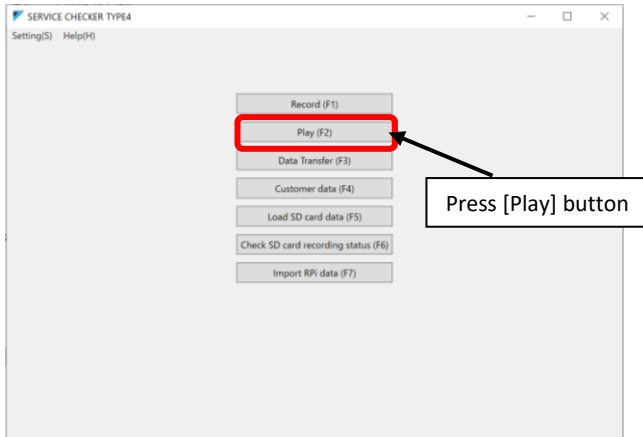 SERVICE CHECKER TYPE4
Setting(S) Help(H)
Record (F1)
Play (F2)
Data Transfer (F3)
Customer data (F4)
Load SD card data (F5)
Check SD card recording status (F6)
Import RPi data (F7)
Press [Play] button